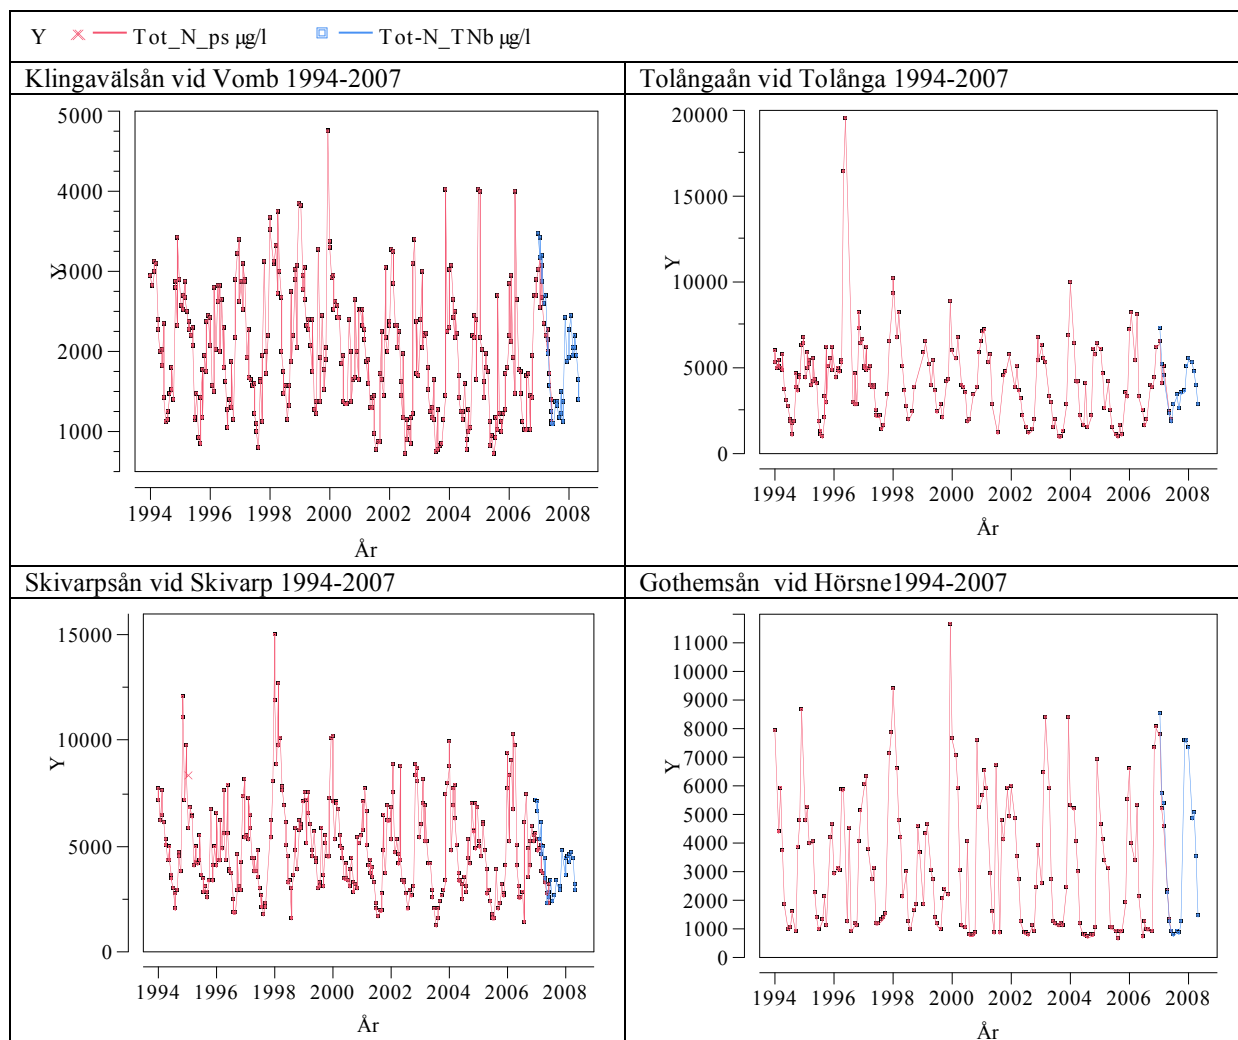 Y Tot_N_ps µg/l Tot-N_TNb µg/l
Klingavälsån vid Vomb 1994-2007
5000
4000
3000
2000
1000
Y
1994 1996 1998 2000 2002 2004 2006 2008
År
Tolångaån vid Tolånga 1994-2007
20000
15000
10000
5000
0
Y
1994 1996 1998 2000 2002 2004 2006 2008
År
Skivarpsån vid Skivarp 1994-2007
15000
10000
5000
0
Y
1994 1996 1998 2000 2002 2004 2006 2008
År
Gothemsån vid Hörsne1994-2007
11000
10000
9000
8000
7000
6000
5000
4000
3000
2000
1000
0
Y
1994 1996 1998 2000 2002 2004 2006 2008
År